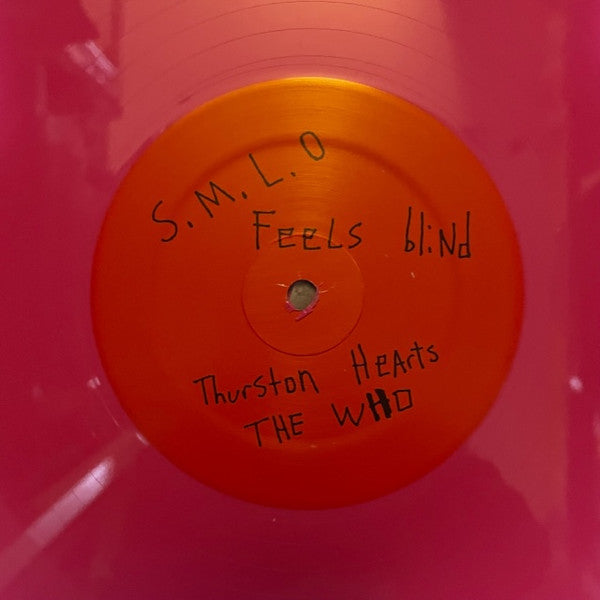 S.M.L.O
FEELS bliNd
Thurston HeArts
THE WHO